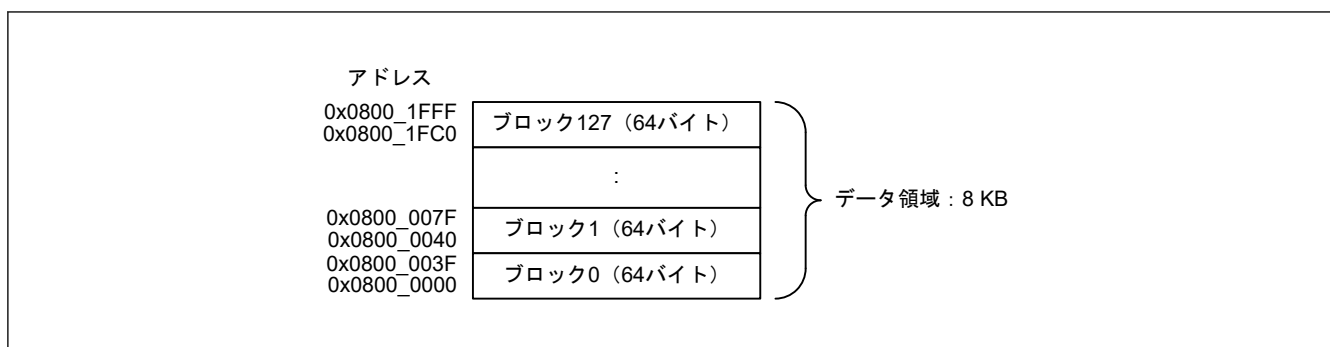 アドレス
0x0800_1FFF
0x0800_1FC0
ブロック127（64バイト）
:
0x0800_007F
0x0800_0040
ブロック1（64バイト）
0x0800_003F
0x0800_0000
ブロック0（64バイト）
データ領域：8 KB